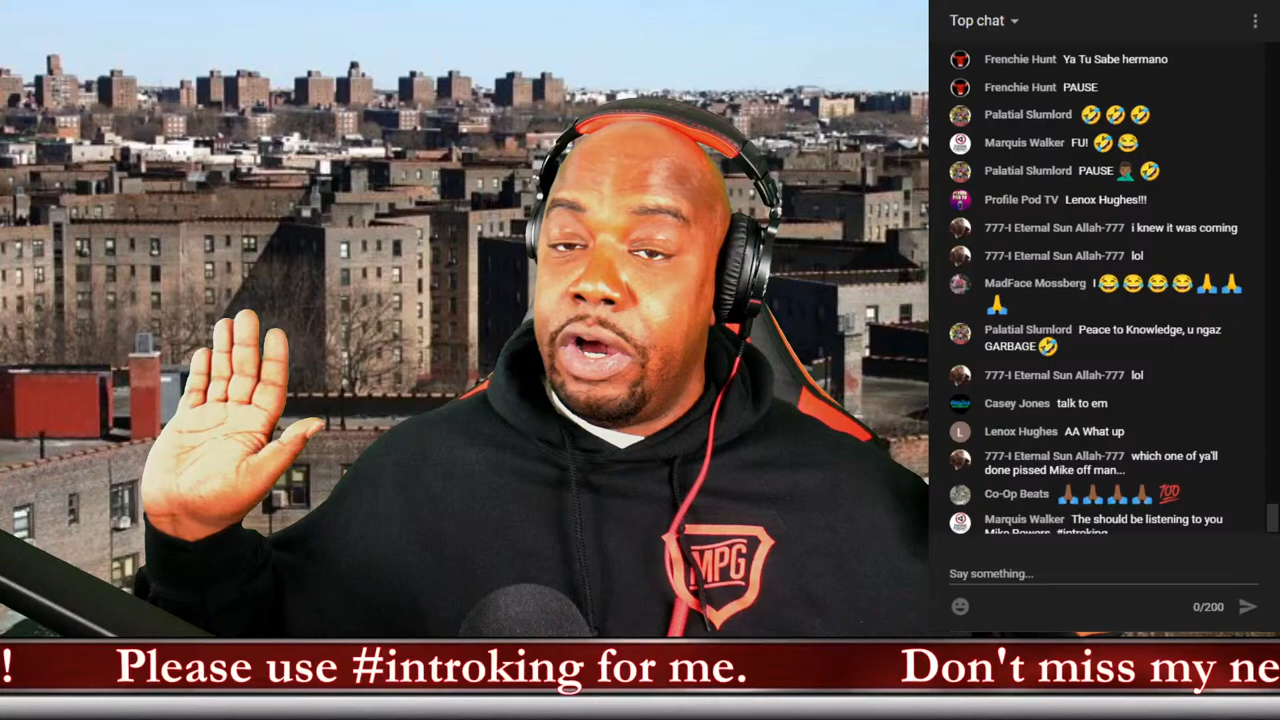 Top chat
Frenchie Hunt Ya Tu Sabe hermano
Frenchie Hunt PAUSE
Palatial Slumlord 🤣🤣🤣
Marquis Walker FU! 🤣😂
Palatial Slumlord PAUSE 🤦🏾‍♂️🤣
Profile Pod TV Lenox Hughes!!!
777-I Eternal Sun Allah-777 i knew it was coming
777-I Eternal Sun Allah-777 lol
MadFace Mossberg I 😂😂😂😂🙏🙏
🙏
Palatial Slumlord Peace to Knowledge, u ngaz
GARBAGE🤣
777-I Eternal Sun Allah-777 lol
Casey Jones talk to em
L Lenox Hughes AA What up
777-I Eternal Sun Allah-777 which one of ya'll
done pissed Mike off man...
Co-Op Beats 🙏🏾🙏🏾🙏🏾🙏🏾💯
Marquis Walker The should be listening to you
Mike Powers #introking
Say something...
0/200
MPG
! Please use #introking for me. Don't miss my ne